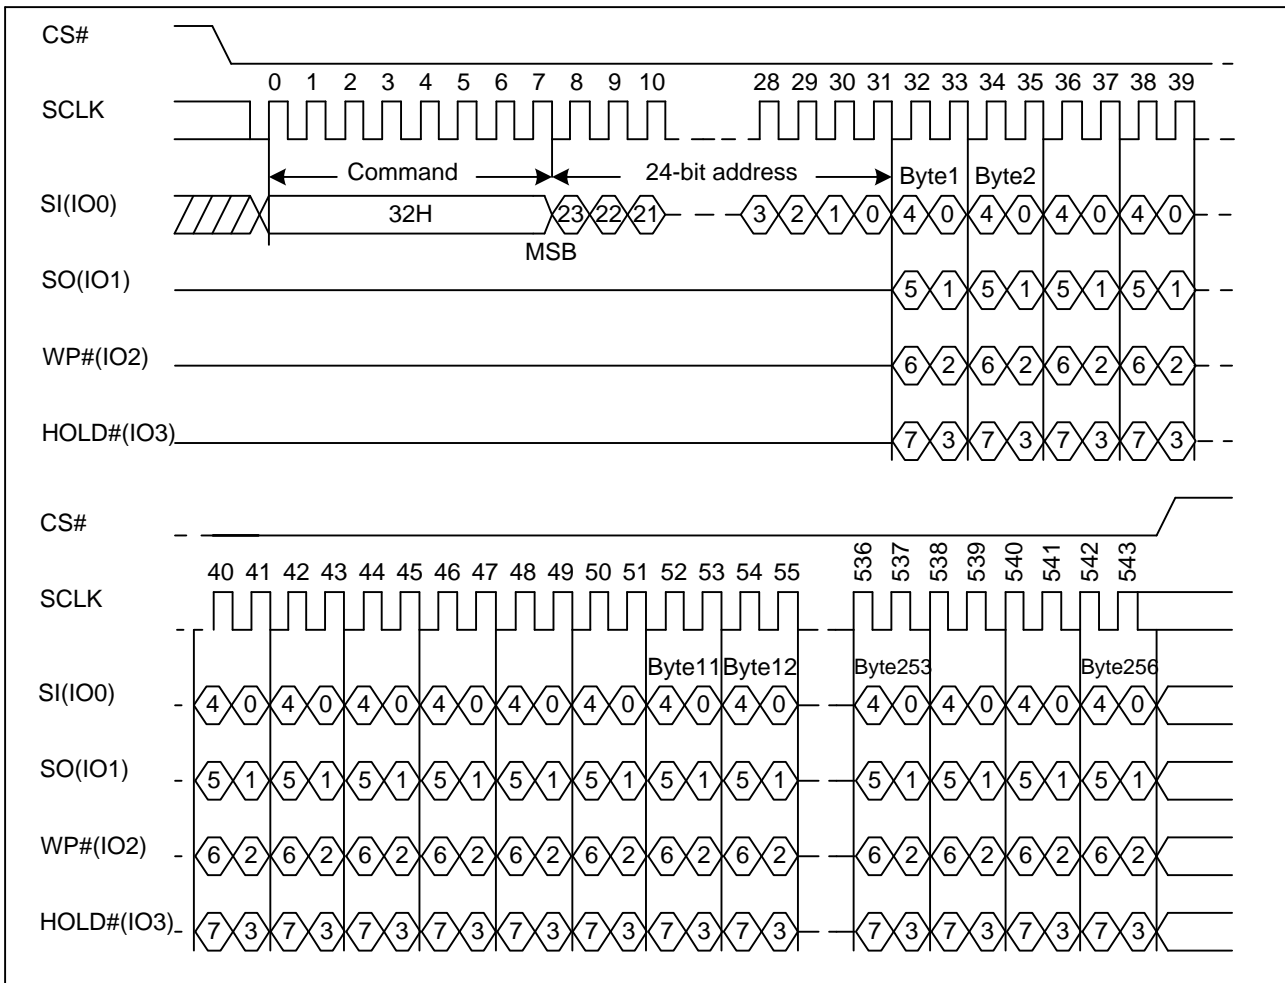 CS#
0 1 2 3 4 5 6 7 8 9 10 28 29 30 31 32 33 34 35 36 37 38 39
SCLK
Command 24-bit address Byte1 Byte2
SI(IO0) 32H 23 22 21 3 2 1 0 4 0 4 0 4 0 4 0
MSB
SO(IO1) 5 1 5 1 5 1 5 1
WP#(IO2) 6 2 6 2 6 2 6 2
HOLD#(IO3) 7 3 7 3 7 3 7 3
CS#
40 41 42 43 44 45 46 47 48 49 50 51 52 53 54 55 536 537 538 539 540 541 542 543
SCLK
Byte11 Byte12 Byte253 Byte256
SI(IO0) 4 0 4 0 4 0 4 0 4 0 4 0 4 0 4 0 4 0 4 0 4 0 4 0
SO(IO1) 5 1 5 1 5 1 5 1 5 1 5 1 5 1 5 1 5 1 5 1 5 1 5 1
WP#(IO2) 6 2 6 2 6 2 6 2 6 2 6 2 6 2 6 2 6 2 6 2 6 2 6 2
HOLD#(IO3) 7 3 7 3 7 3 7 3 7 3 7 3 7 3 7 3 7 3 7 3 7 3 7 3